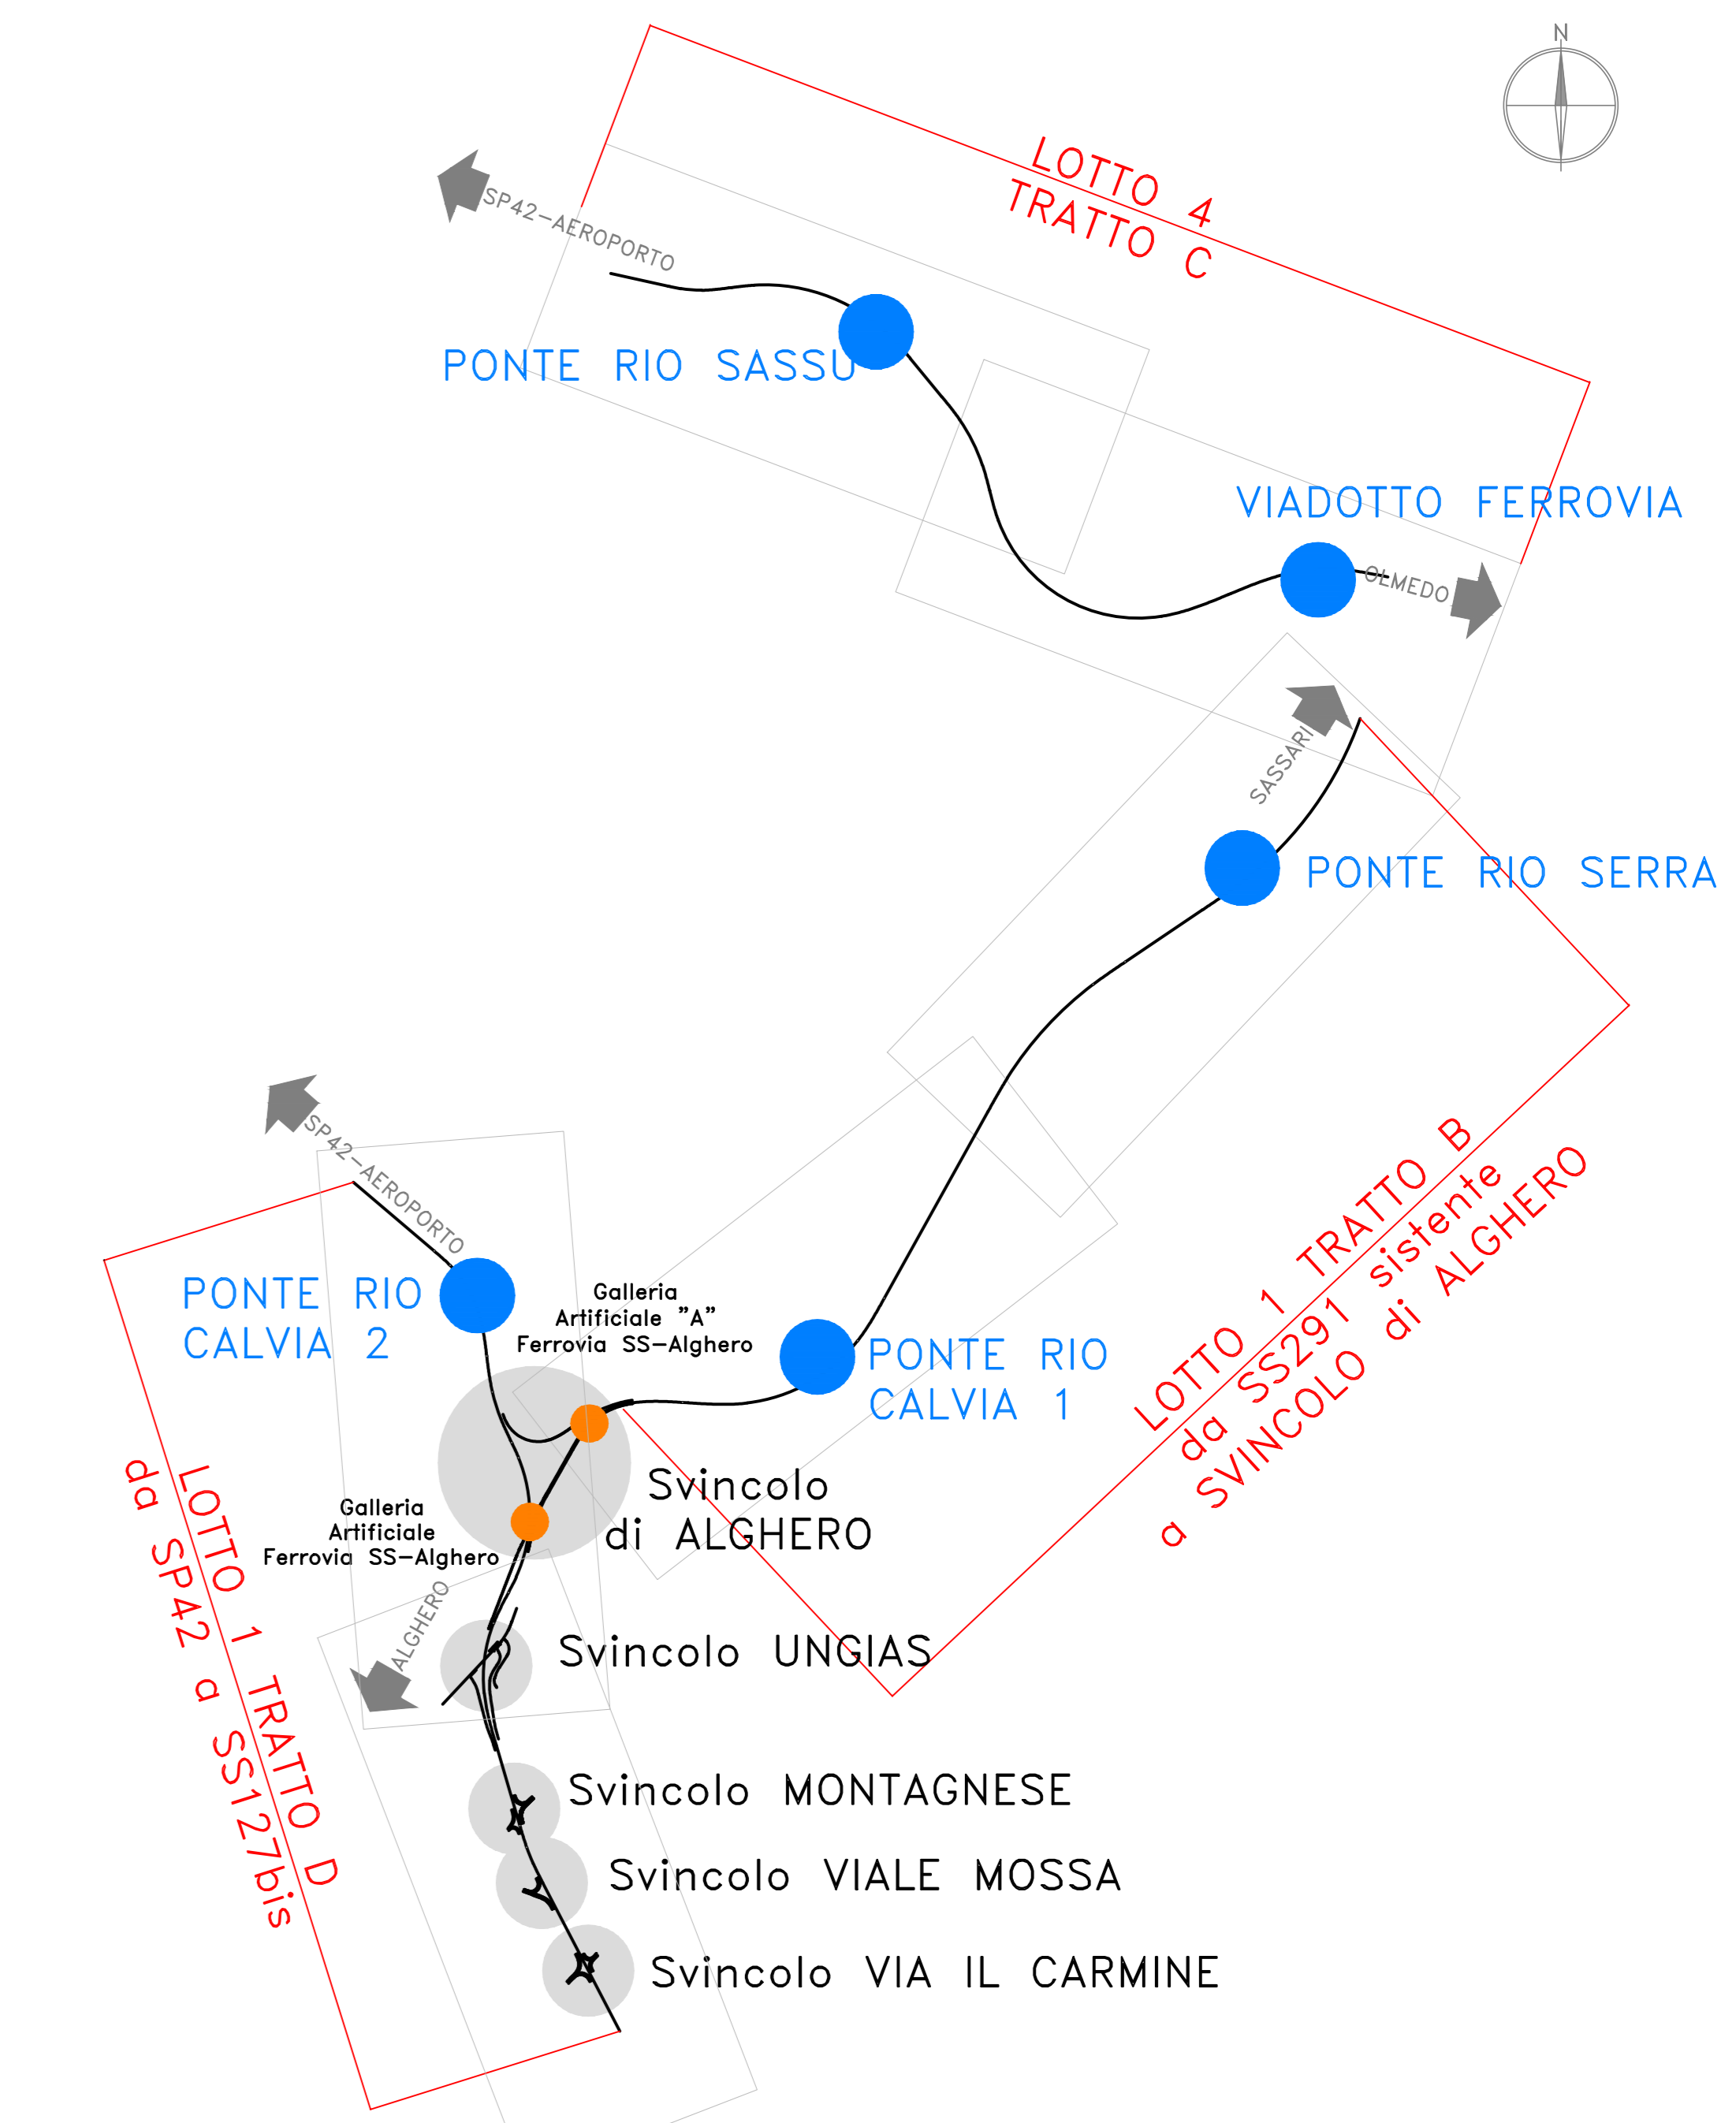 N
LOTTO 4
TRATTO C
SP42-AEROPORTO
PONTE RIO SASSU
VIADOTTO FERROVIA
OLMEDO
SASSARI
PONTE RIO SERRA
SP42-AEROPORTO
LOTTO 1 TRATTO B
da SS291 sistente
a SVINCOLO di ALGHERO
PONTE RIO
CALVIA 2
Galleria
Artificiale "A"
Ferrovia SS-Alghero
PONTE RIO
CALVIA 1
Svincolo
di ALGHERO
Galleria
Artificiale
Ferrovia SS-Alghero
LOTTO 1 TRATTO D
da SP42 a SS127bis
ALGHERO
Svincolo UNGIAS
Svincolo MONTAGNESE
Svincolo VIALE MOSSA
Svincolo VIA IL CARMINE